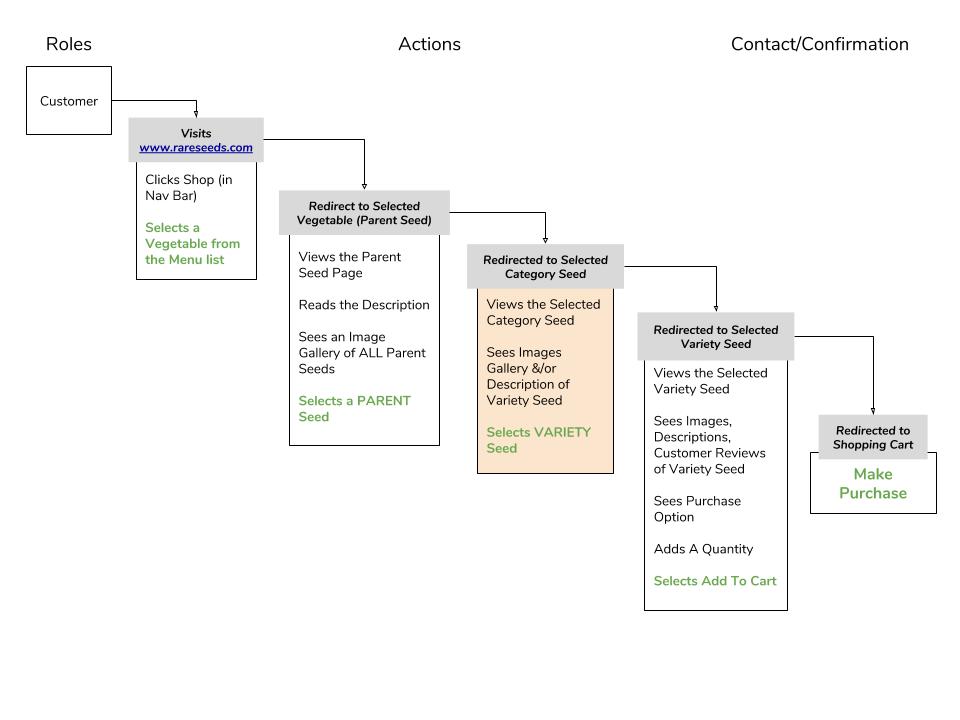 Roles
Actions
Contact/Confirmation
Customer
Visits
www.rareseeds.com
Clicks Shop (in
Nav Bar)
Selects a
Vegetable from
the Menu list
Redirect to Selected
Vegetable (Parent Seed)
Views the Parent
Seed Page
Reads the Description
Sees an Image
Gallery of ALL Parent
Seeds
Selects a PARENT
Seed
Redirected to Selected
Category Seed
Views the Selected
Category Seed
Sees Images
Gallery &/or
Description of
Variety Seed
Selects VARIETY
Seed
Redirected to Selected
Variety Seed
Views the Selected
Variety Seed
Sees Images,
Descriptions,
Customer Reviews
of Variety Seed
Sees Purchase
Option
Adds A Quantity
Selects Add To Cart
Redirected to
Shopping Cart
Make
Purchase